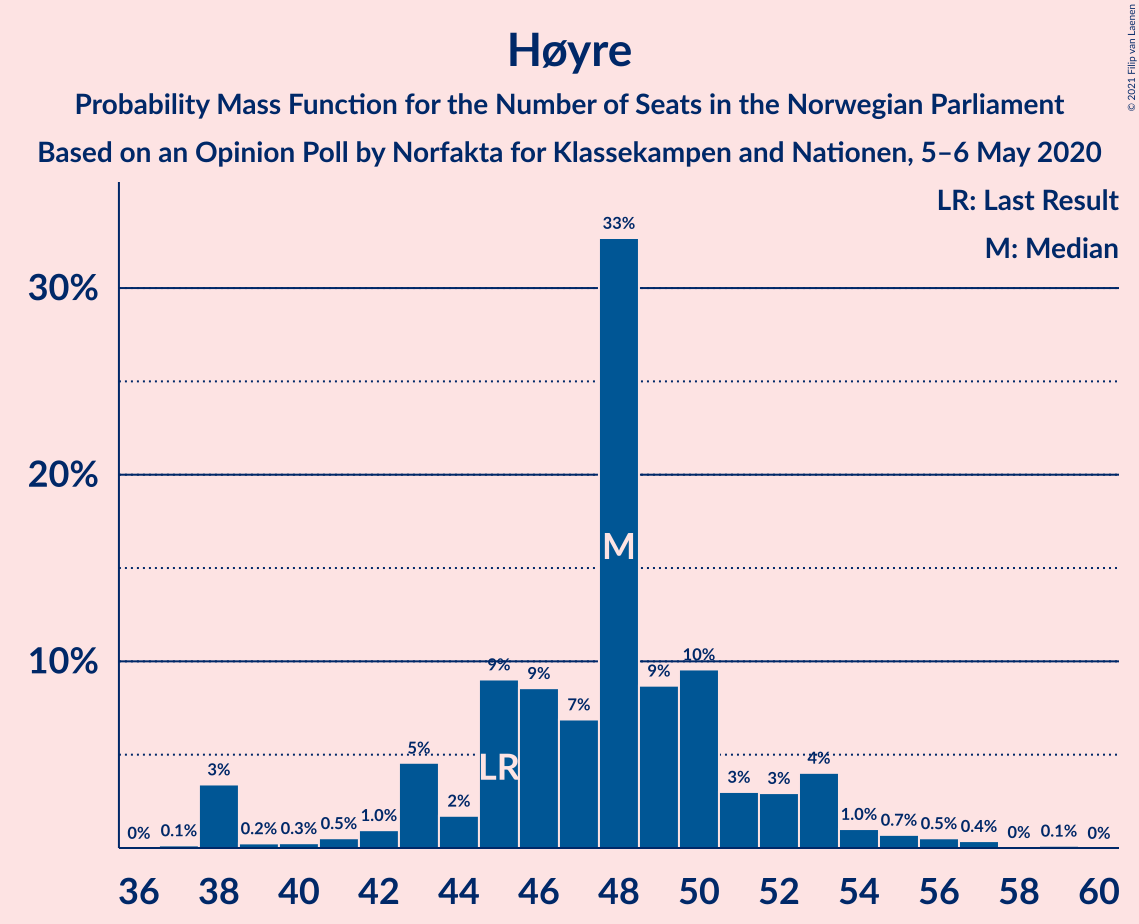 Høyre
Probability Mass Function for the Number of Seats in the Norwegian Parliament
Based on an Opinion Poll by Norfakta for Klassekampen and Nationen, 5–6 May 2020
© 2021 Filip van Laenen
LR: Last Result
M: Median
30%
20%
10%
0% 0.1% 3% 0.2% 0.3% 0.5% 1.0% 5% 2% 9% 9% 7% 33% 9% 10% 3% 3% 4% 1.0% 0.7% 0.5% 0.4% 0% 0.1% 0%
LR
M
36 38 40 42 44 46 48 50 52 54 56 58 60